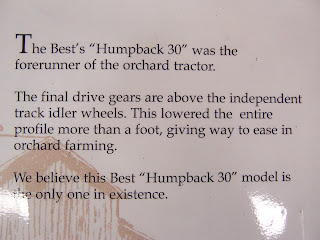 The Best's “Humpback 30” was the
forerunner of the orchard tractor.
The final drive gears are above the independent
track idler wheels. This lowered the entire
profile more than a foot, giving way to ease in
orchard farming.
We believe this Best “Humpback 30” model is
the only one in existence.